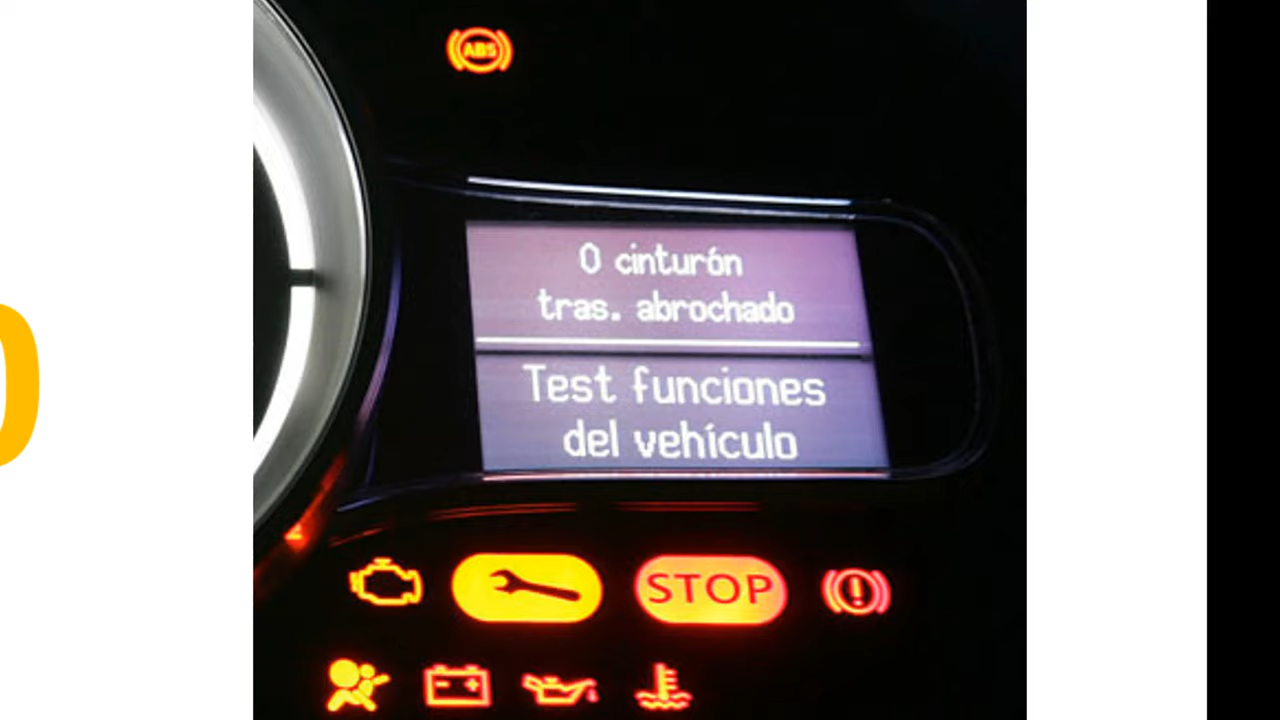 ABS
0 cinturón
tras. abrochado
Test funciones
del vehículo
STOP